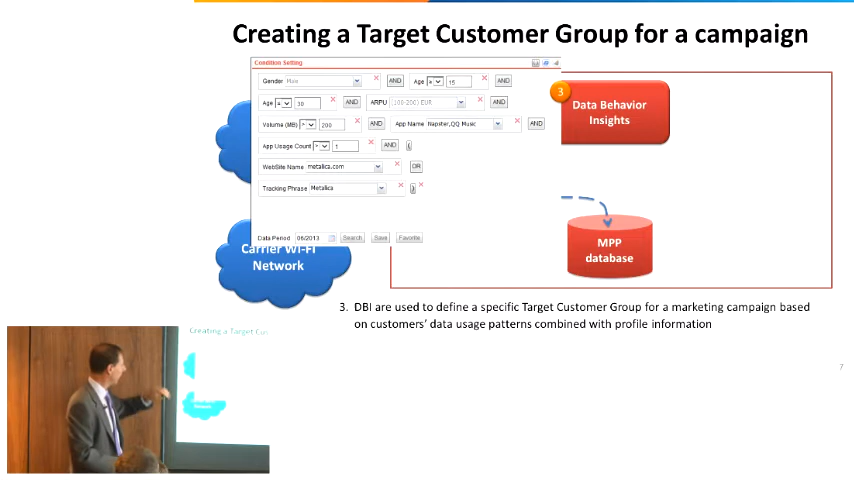 Creating a Target Customer Group for a campaign
Condition Setting
Gender Male AND Age ≥ 15 AND
Age ≤ 30 AND ARPU (100-200) EUR AND
Volume (MB) > 200 AND App Name Napster,QQ Music AND
App Usage Count > 1 AND (
WebSite Name metalica.com OR
Tracking Phrase Metalica )
Data Period 06/2013 Search Save Favorite
3
Data Behavior
Insights
MPP
database
Carrier Wi-Fi
Network
3. DBI are used to define a specific Target Customer Group for a marketing campaign based
on customers' data usage patterns combined with profile information
7
Creating a Target Cus